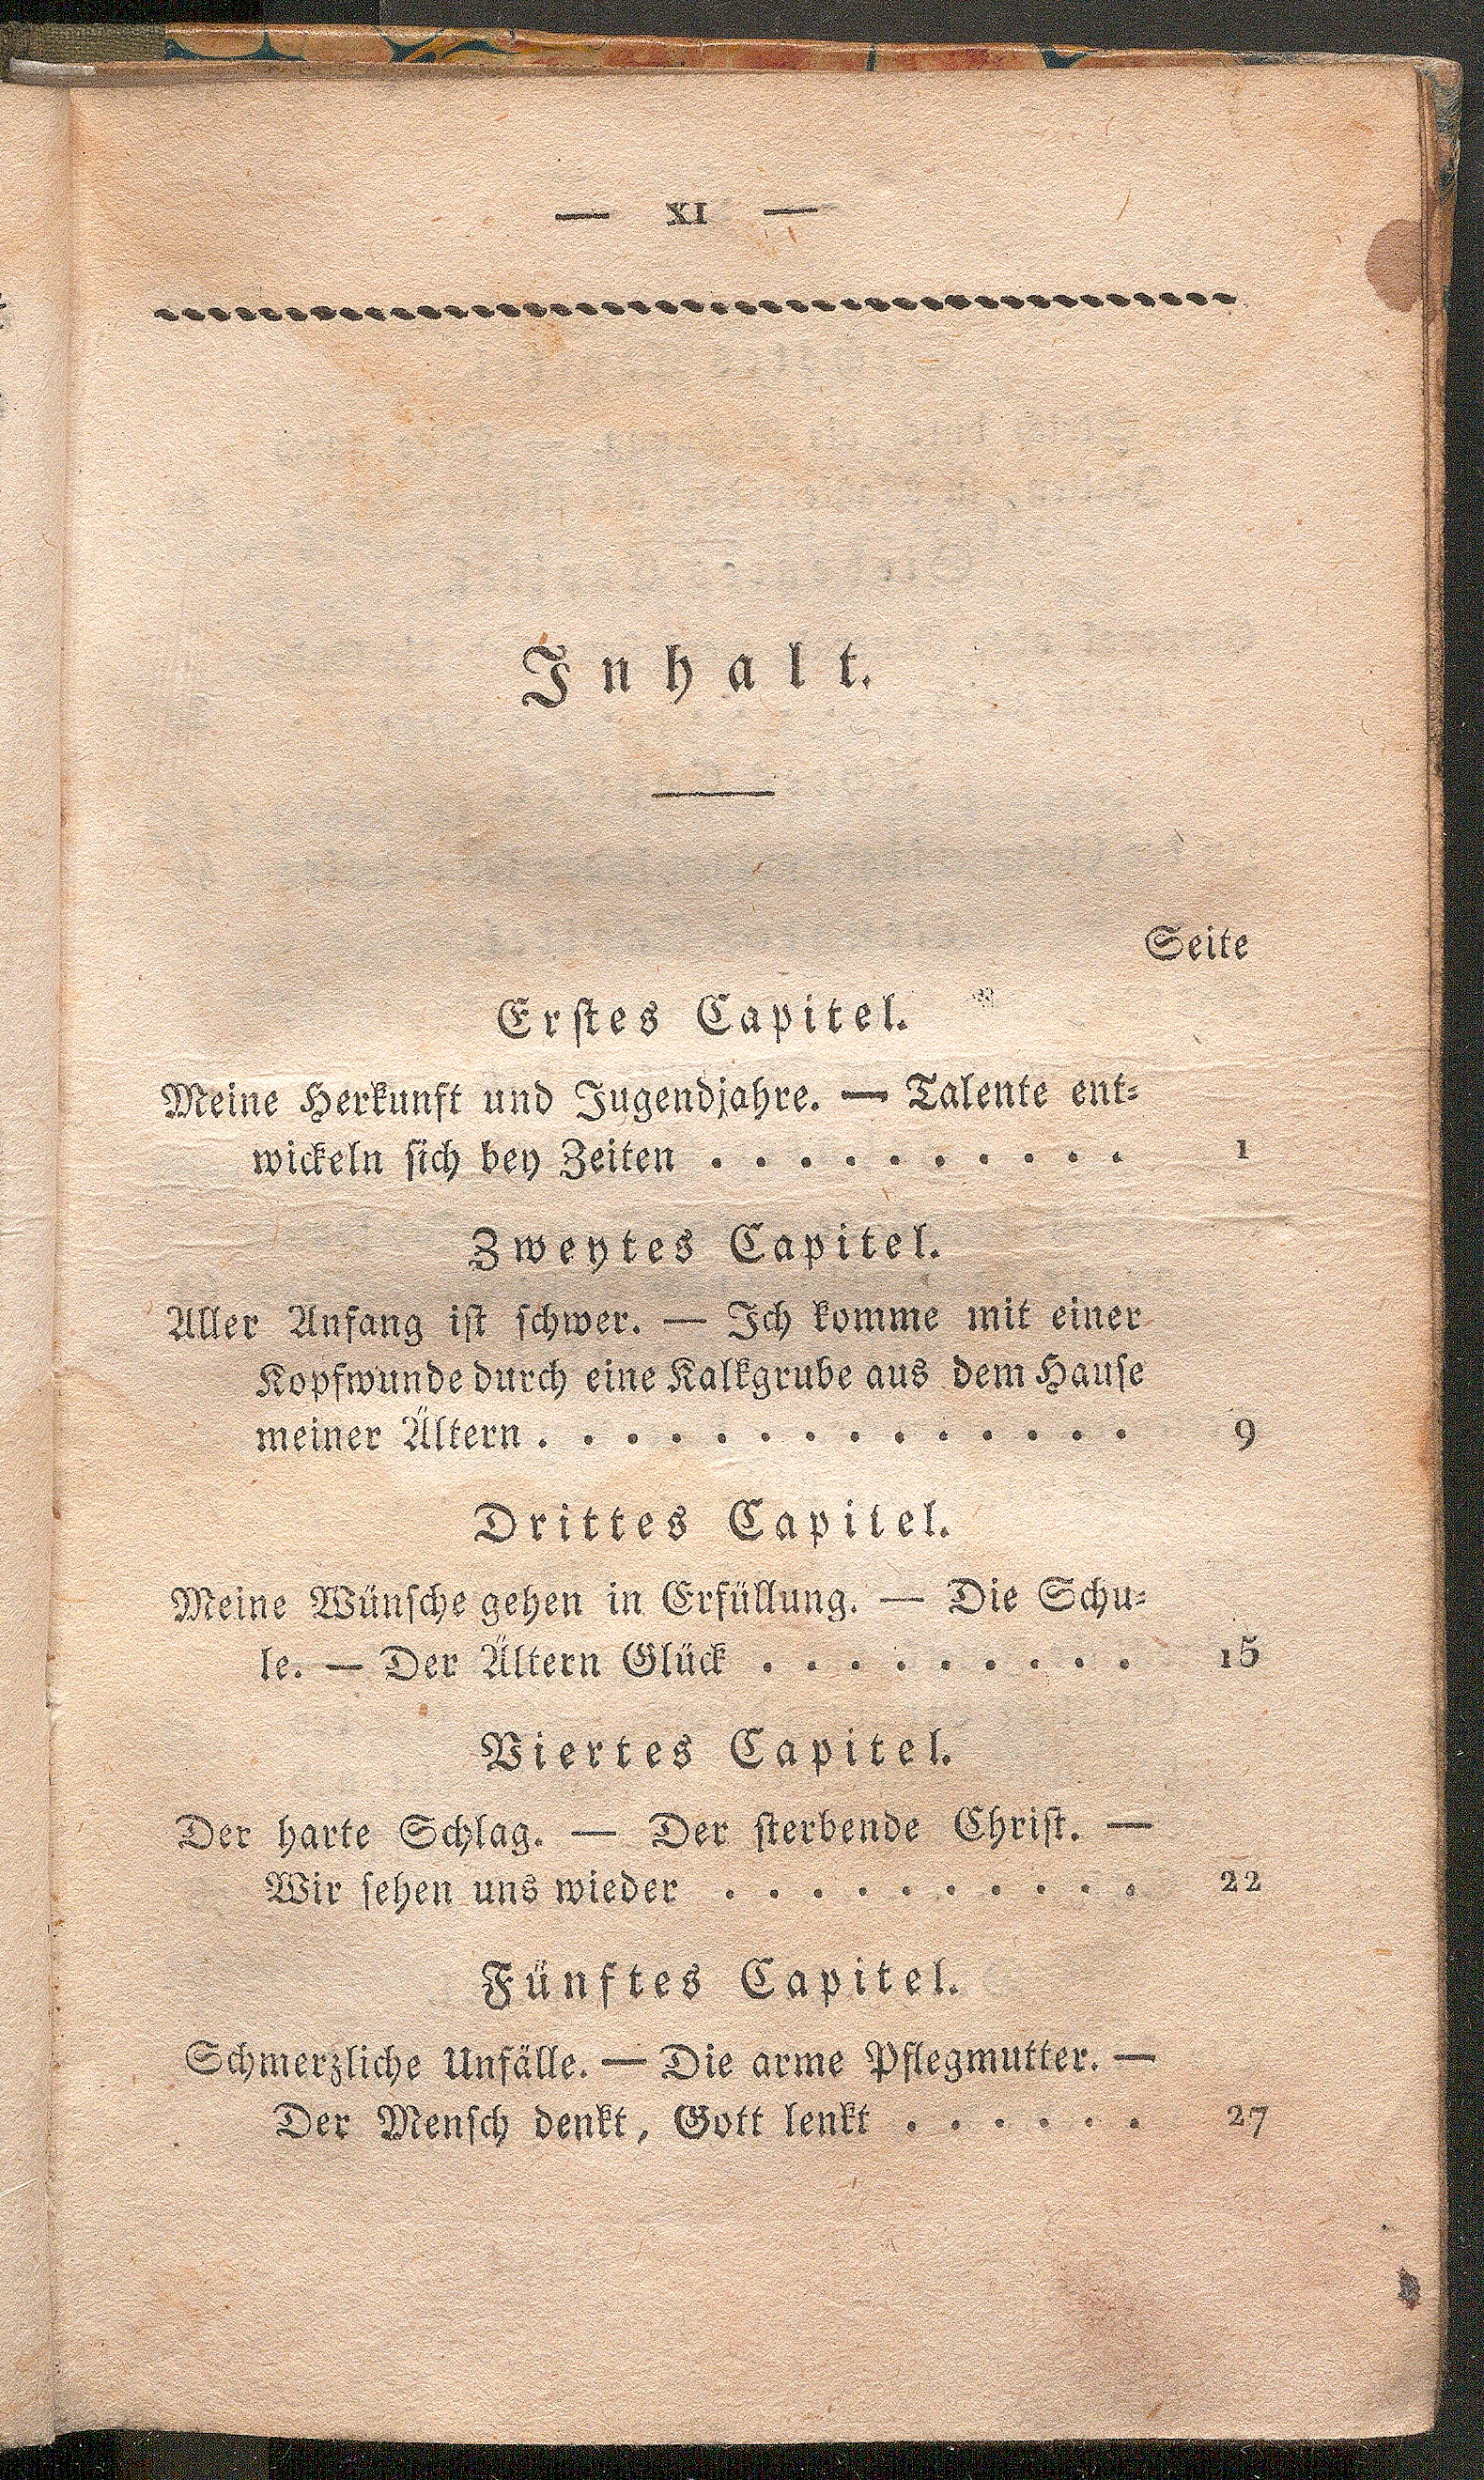 — XI —
Inhalt.
Seite
Erstes Capitel.
Meine Herkunft und Jugendjahre. — Talente ent=
wickeln sich bey Zeiten . . . . . . . . . . 1
Zweytes Capitel.
Aller Anfang ist schwer. — Ich komme mit einer
Kopfwunde durch eine Kalkgrube aus dem Hause
meiner Ältern . . . . . . . . . . . . . . 9
Drittes Capitel.
Meine Wünsche gehen in Erfüllung. — Die Schu=
le. — Der Ältern Glück . . . . . . . . . 15
Viertes Capitel.
Der harte Schlag. — Der sterbende Christ. —
Wir sehen uns wieder . . . . . . . . . . 22
Fünftes Capitel.
Schmerzliche Unfälle. — Die arme Pflegmutter. —
Der Mensch denkt, Gott lenkt . . . . . . 27